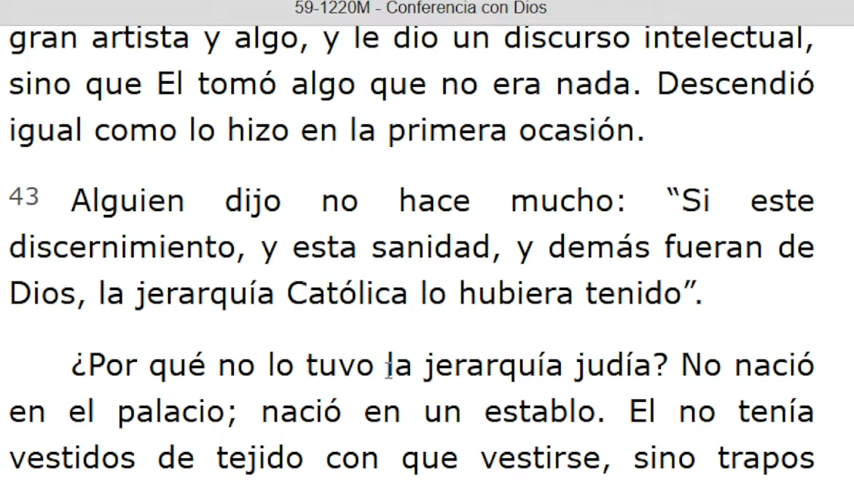 59-1220M - Conferencia con Dios
gran artista y algo, y le dio un discurso intelectual,
sino que El tomó algo que no era nada. Descendió
igual como lo hizo en la primera ocasión.
43 Alguien dijo no hace mucho: “Si este
discernimiento, y esta sanidad, y demás fueran de
Dios, la jerarquía Católica lo hubiera tenido”.
¿Por qué no lo tuvo la jerarquía judía? No nació
en el palacio; nació en un establo. El no tenía
vestidos de tejido con que vestirse, sino trapos